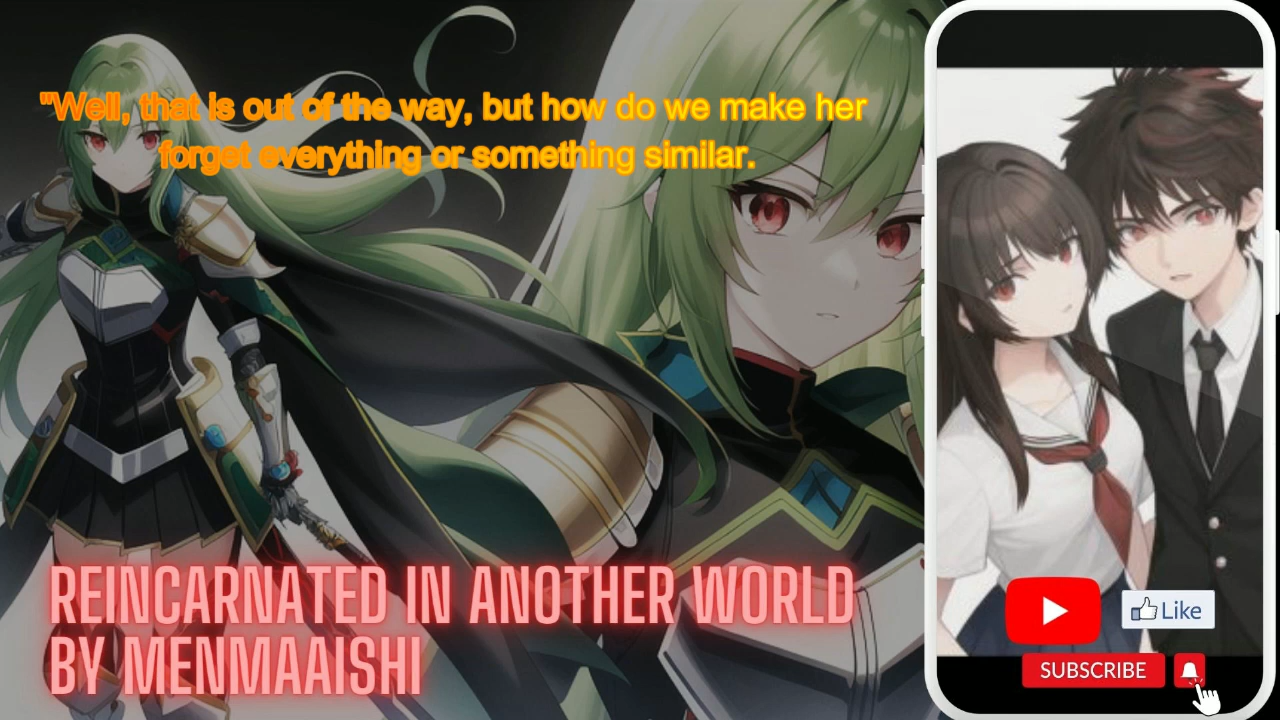 "Well, that is out of the way, but how do we make her
forget everything or something similar.
REINCARNATED IN ANOTHER WORLD
BY MENMAAISHI
Like
SUBSCRIBE